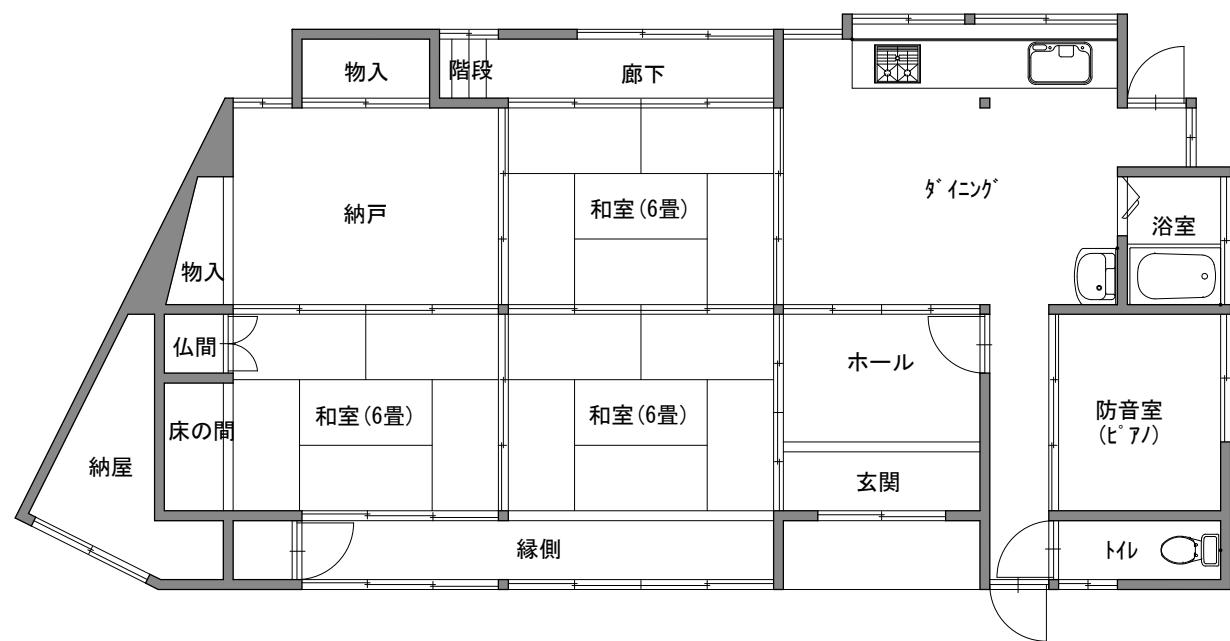 物入
階段
廊下
納戸
和室(6畳)
ﾀﾞｲﾆﾝｸﾞ
浴室
物入
仏間
ホール
床の間
和室(6畳)
和室(6畳)
防音室
(ﾋﾟｱﾉ)
納屋
玄関
縁側
ﾄｲﾚ